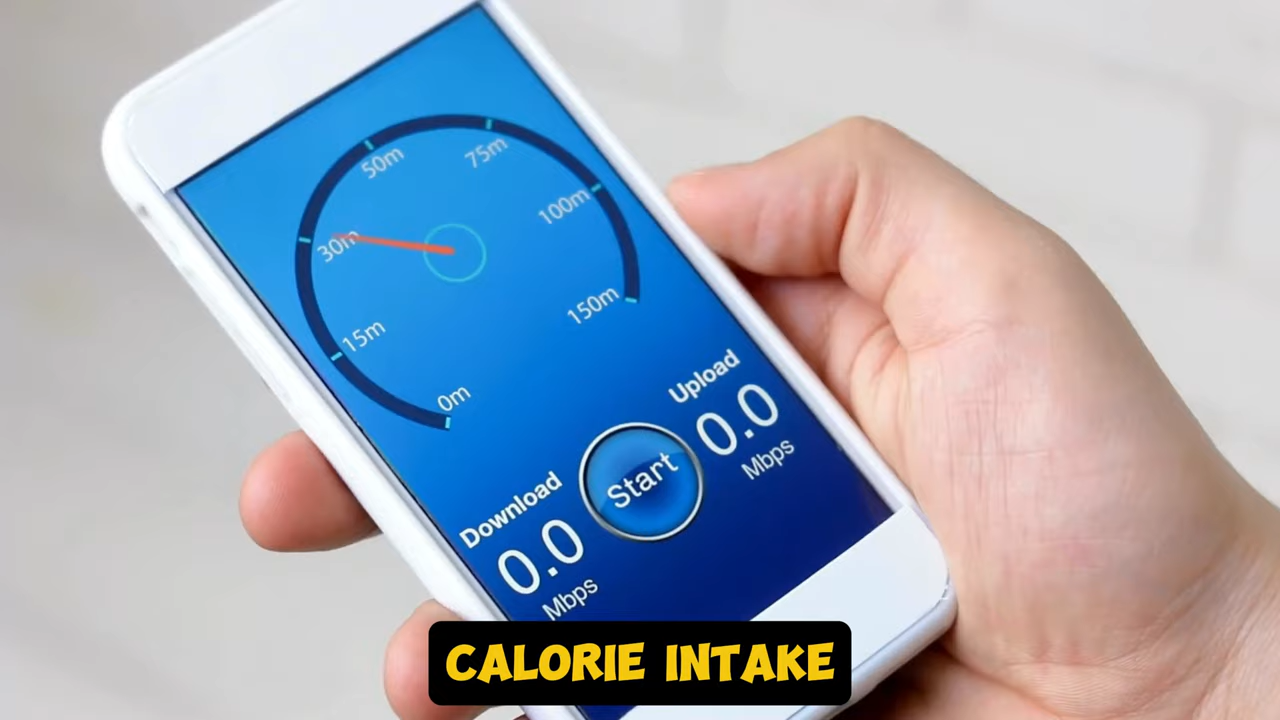 50m
75m
30m
100m
15m
150m
0m
Upload
0.0
Mbps
Start
Download
0.0
Mbps
CALORIE INTAKE